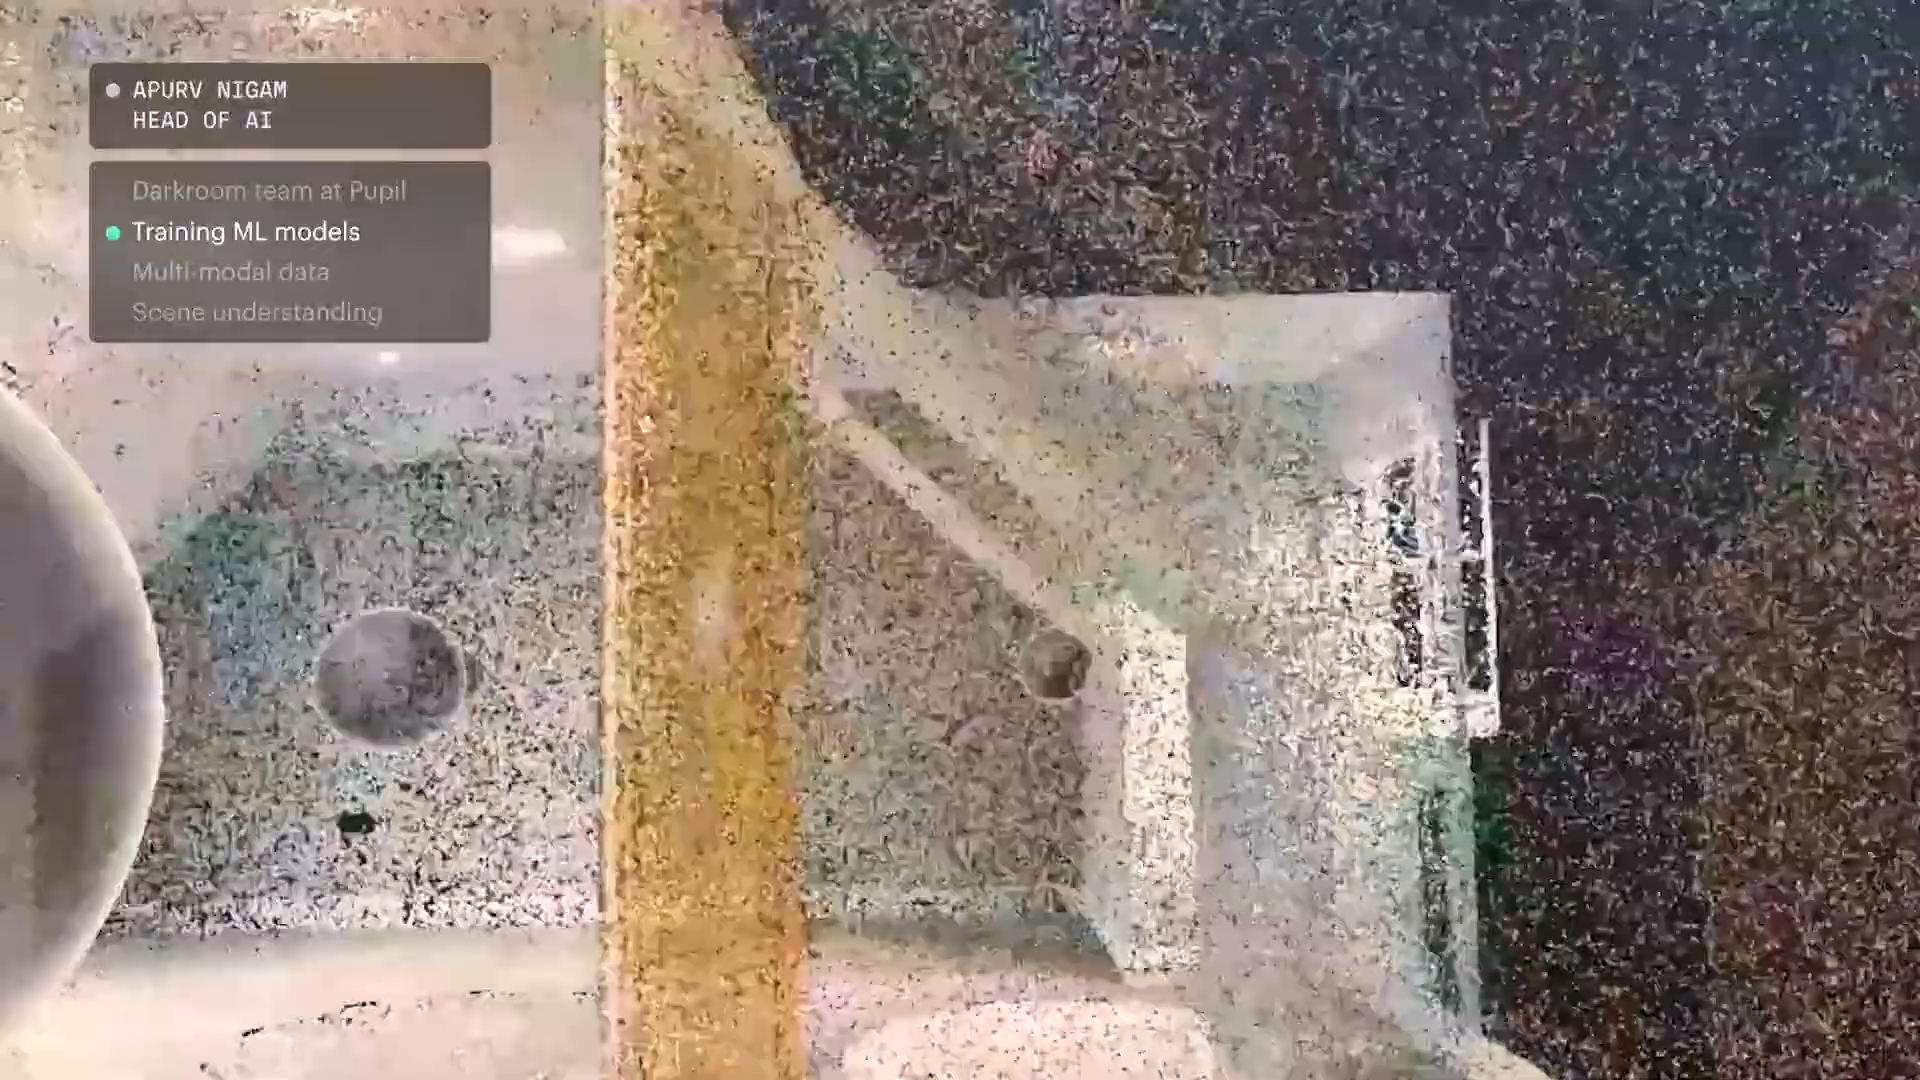 APURV NIGAM
HEAD OF AI
Darkroom team at Pupil
Training ML models
Multi-modal data
Scene understanding